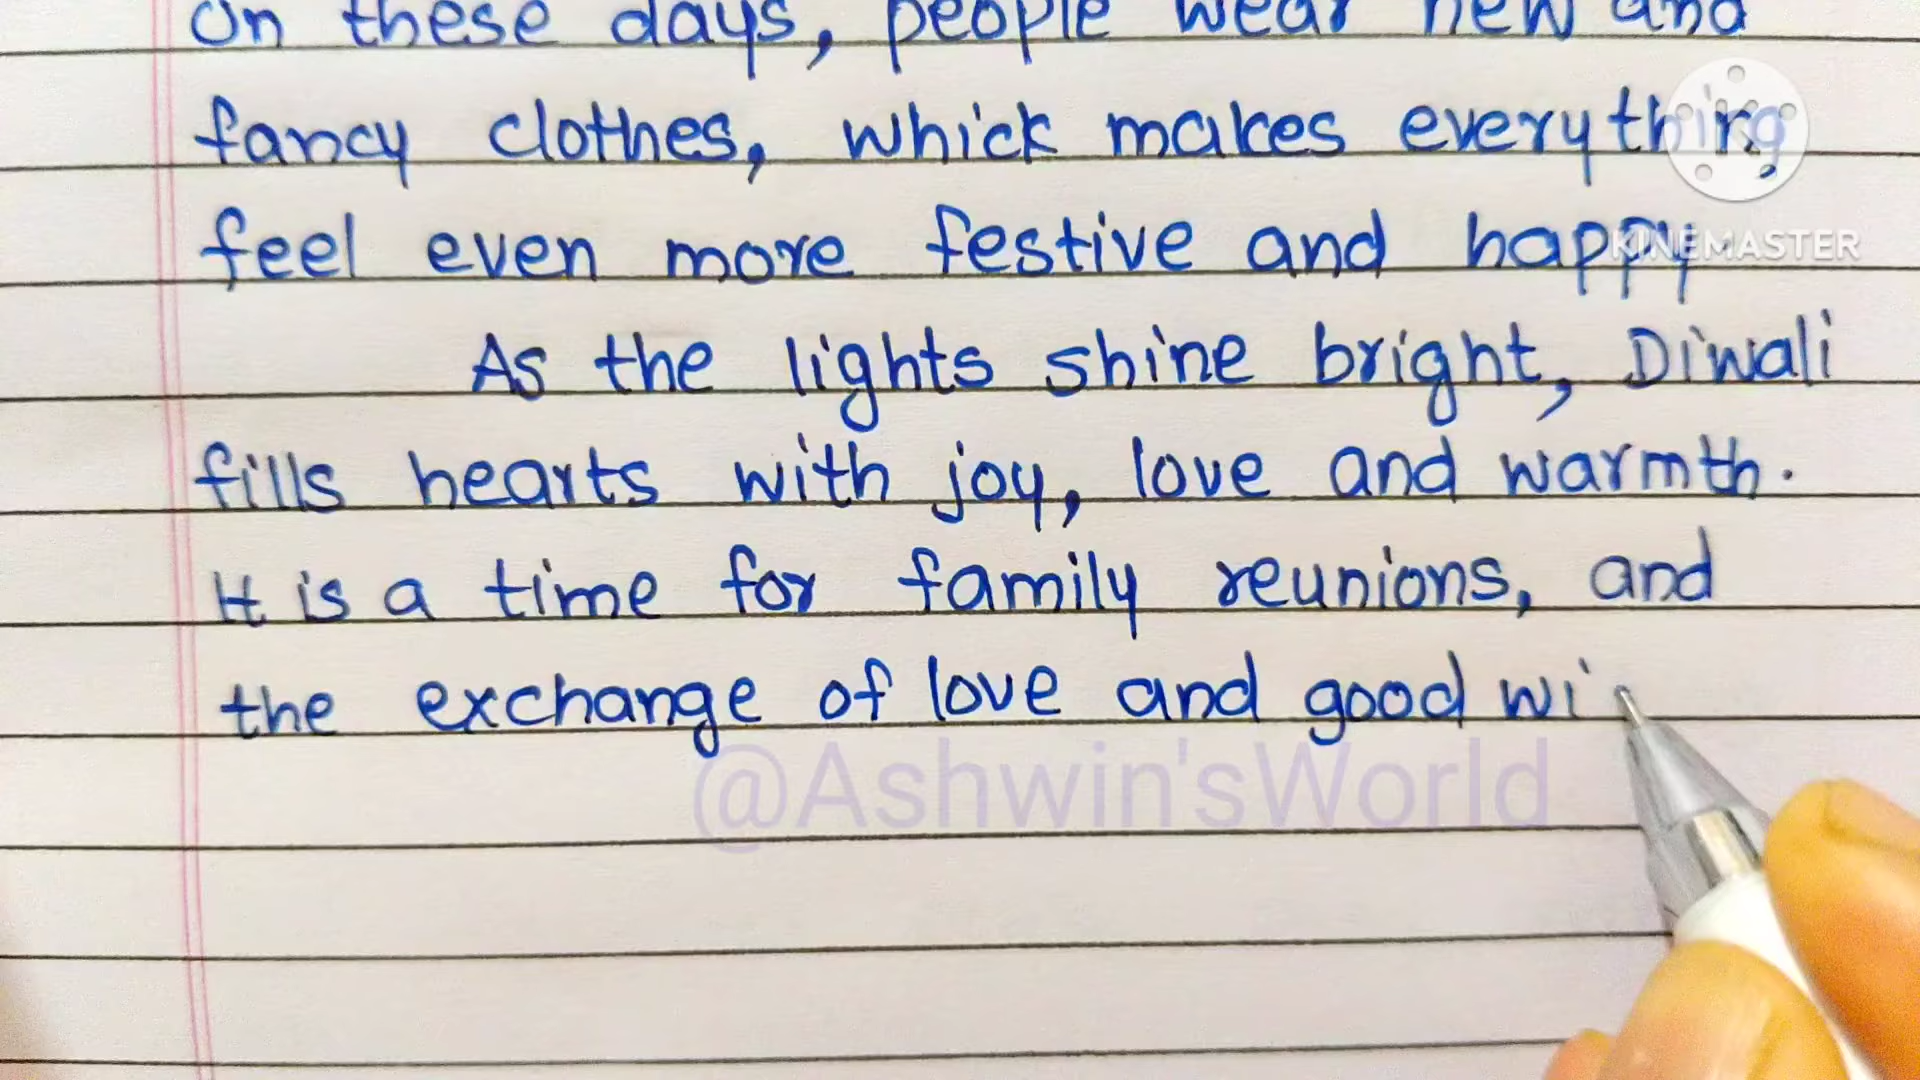 On these days, people wear new and
fancy clothes, whick makes everything
feel even more festive and happy
KINEMASTER
As the lights shine bright, Diwali
fills hearts with joy, love and warmth.
It is a time for family reunions, and
the exchange of love and good wi
@Ashwin'sWorld